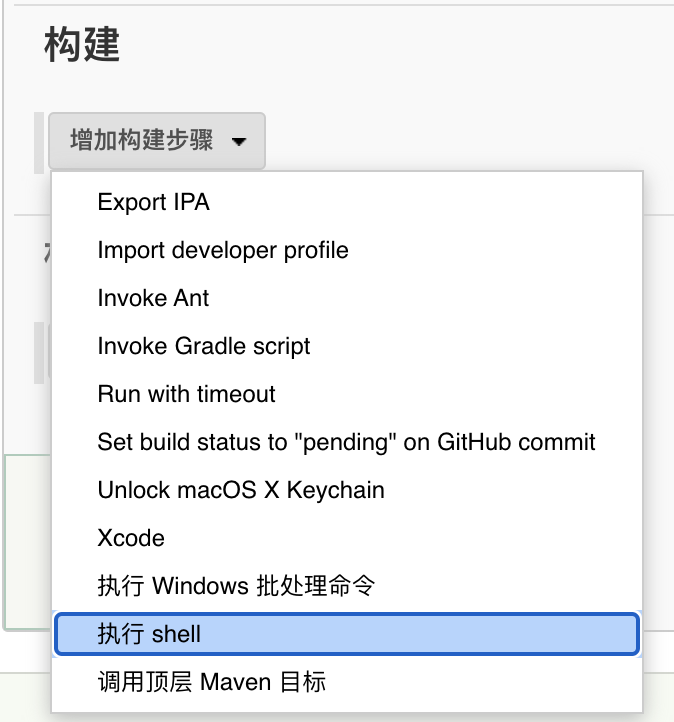 构建
增加构建步骤
Export IPA
Import developer profile
Invoke Ant
Invoke Gradle script
Run with timeout
Set build status to "pending" on GitHub commit
Unlock macOS X Keychain
Xcode
执行 Windows 批处理命令
执行 shell
调用顶层 Maven 目标